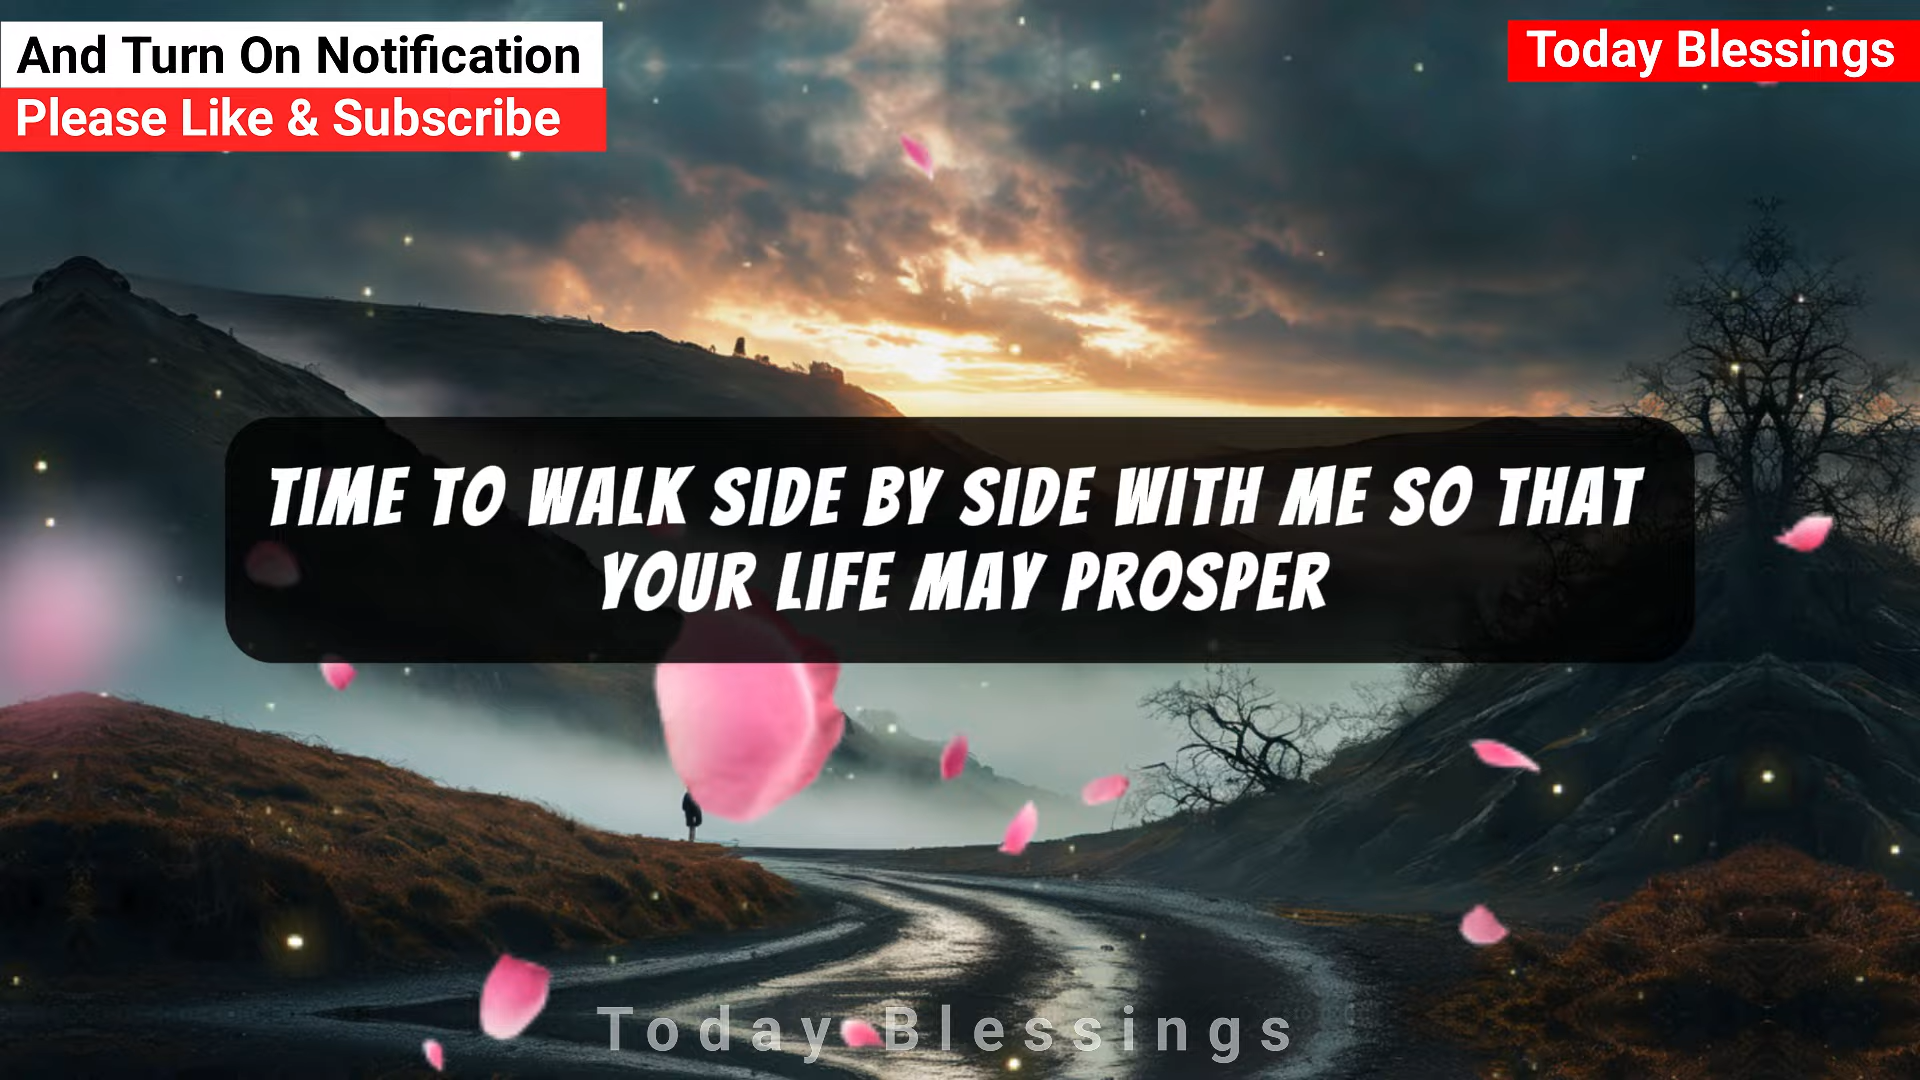 And Turn On Notification
Please Like & Subscribe
Today Blessings
TIME TO WALK SIDE BY SIDE WITH ME SO THAT
YOUR LIFE MAY PROSPER
Today Blessings